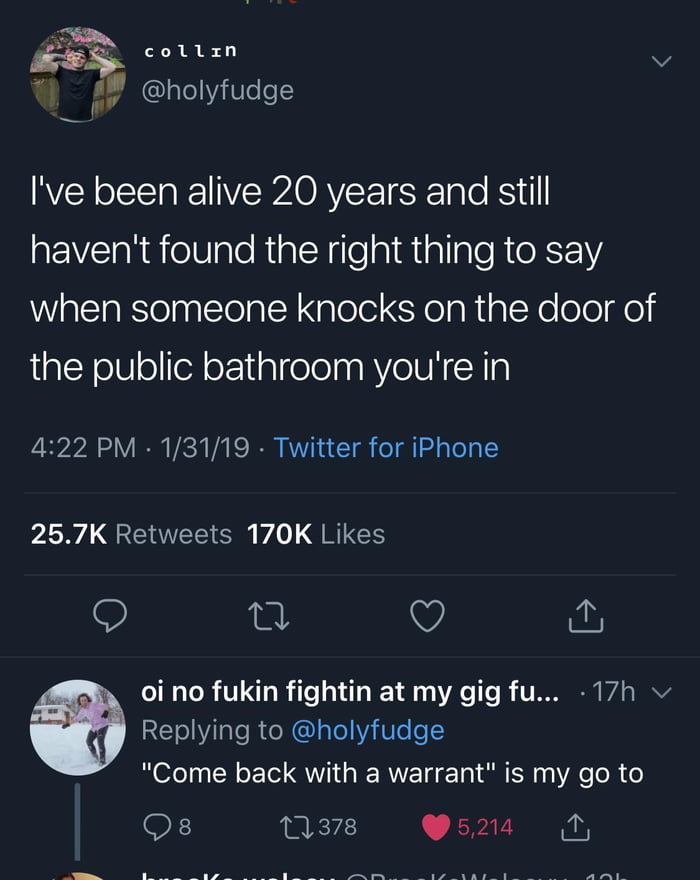 collɪn
@holyfudge
I've been alive 20 years and still
haven't found the right thing to say
when someone knocks on the door of
the public bathroom you're in
4:22 PM · 1/31/19 · Twitter for iPhone
25.7K Retweets 170K Likes
oi no fukin fightin at my gig fu... · 17h
Replying to @holyfudge
"Come back with a warrant" is my go to
8 378 5,214